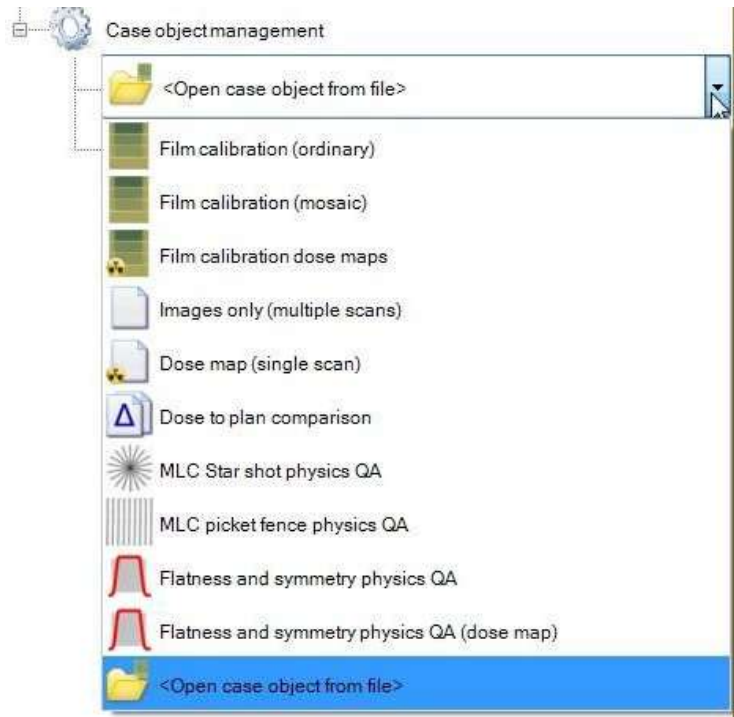 Case object management
<Open case object from file>
Film calibration (ordinary)
Film calibration (mosaic)
Film calibration dose maps
Images only (multiple scans)
Dose map (single scan)
Δ
Dose to plan comparison
MLC Star shot physics QA
MLC picket fence physics QA
Flatness and symmetry physics QA
Flatness and symmetry physics QA (dose map)
<Open case object from file>